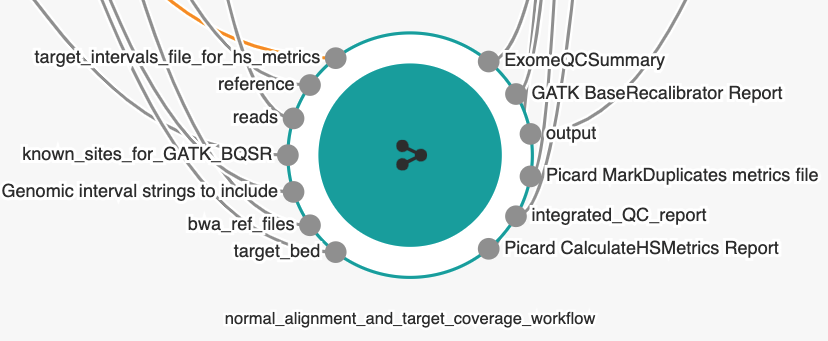 target_intervals_file_for_hs_metrics
reference
reads
known_sites_for_GATK_BQSR
Genomic interval strings to include
bwa_ref_files
target_bed
ExomeQCSummary
GATK BaseRecalibrator Report
output
Picard MarkDuplicates metrics file
integrated_QC_report
Picard CalculateHSMetrics Report
normal_alignment_and_target_coverage_workflow